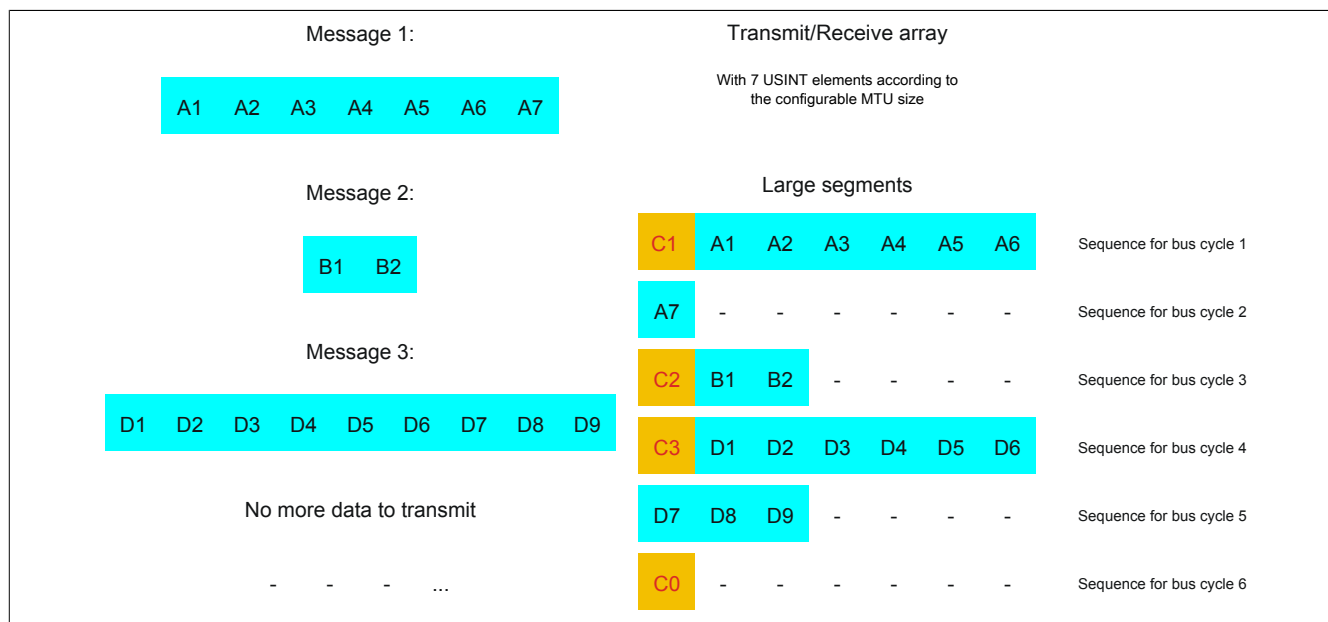 Message 1:
A1 A2 A3 A4 A5 A6 A7
Message 2:
B1 B2
Message 3:
D1 D2 D3 D4 D5 D6 D7 D8 D9
No more data to transmit
- - - ...
Transmit/Receive array
With 7 USINT elements according to
the configurable MTU size
Large segments
C1 A1 A2 A3 A4 A5 A6 Sequence for bus cycle 1
A7 - - - - - - Sequence for bus cycle 2
C2 B1 B2 - - - - Sequence for bus cycle 3
C3 D1 D2 D3 D4 D5 D6 Sequence for bus cycle 4
D7 D8 D9 - - - - Sequence for bus cycle 5
C0 - - - - - - Sequence for bus cycle 6